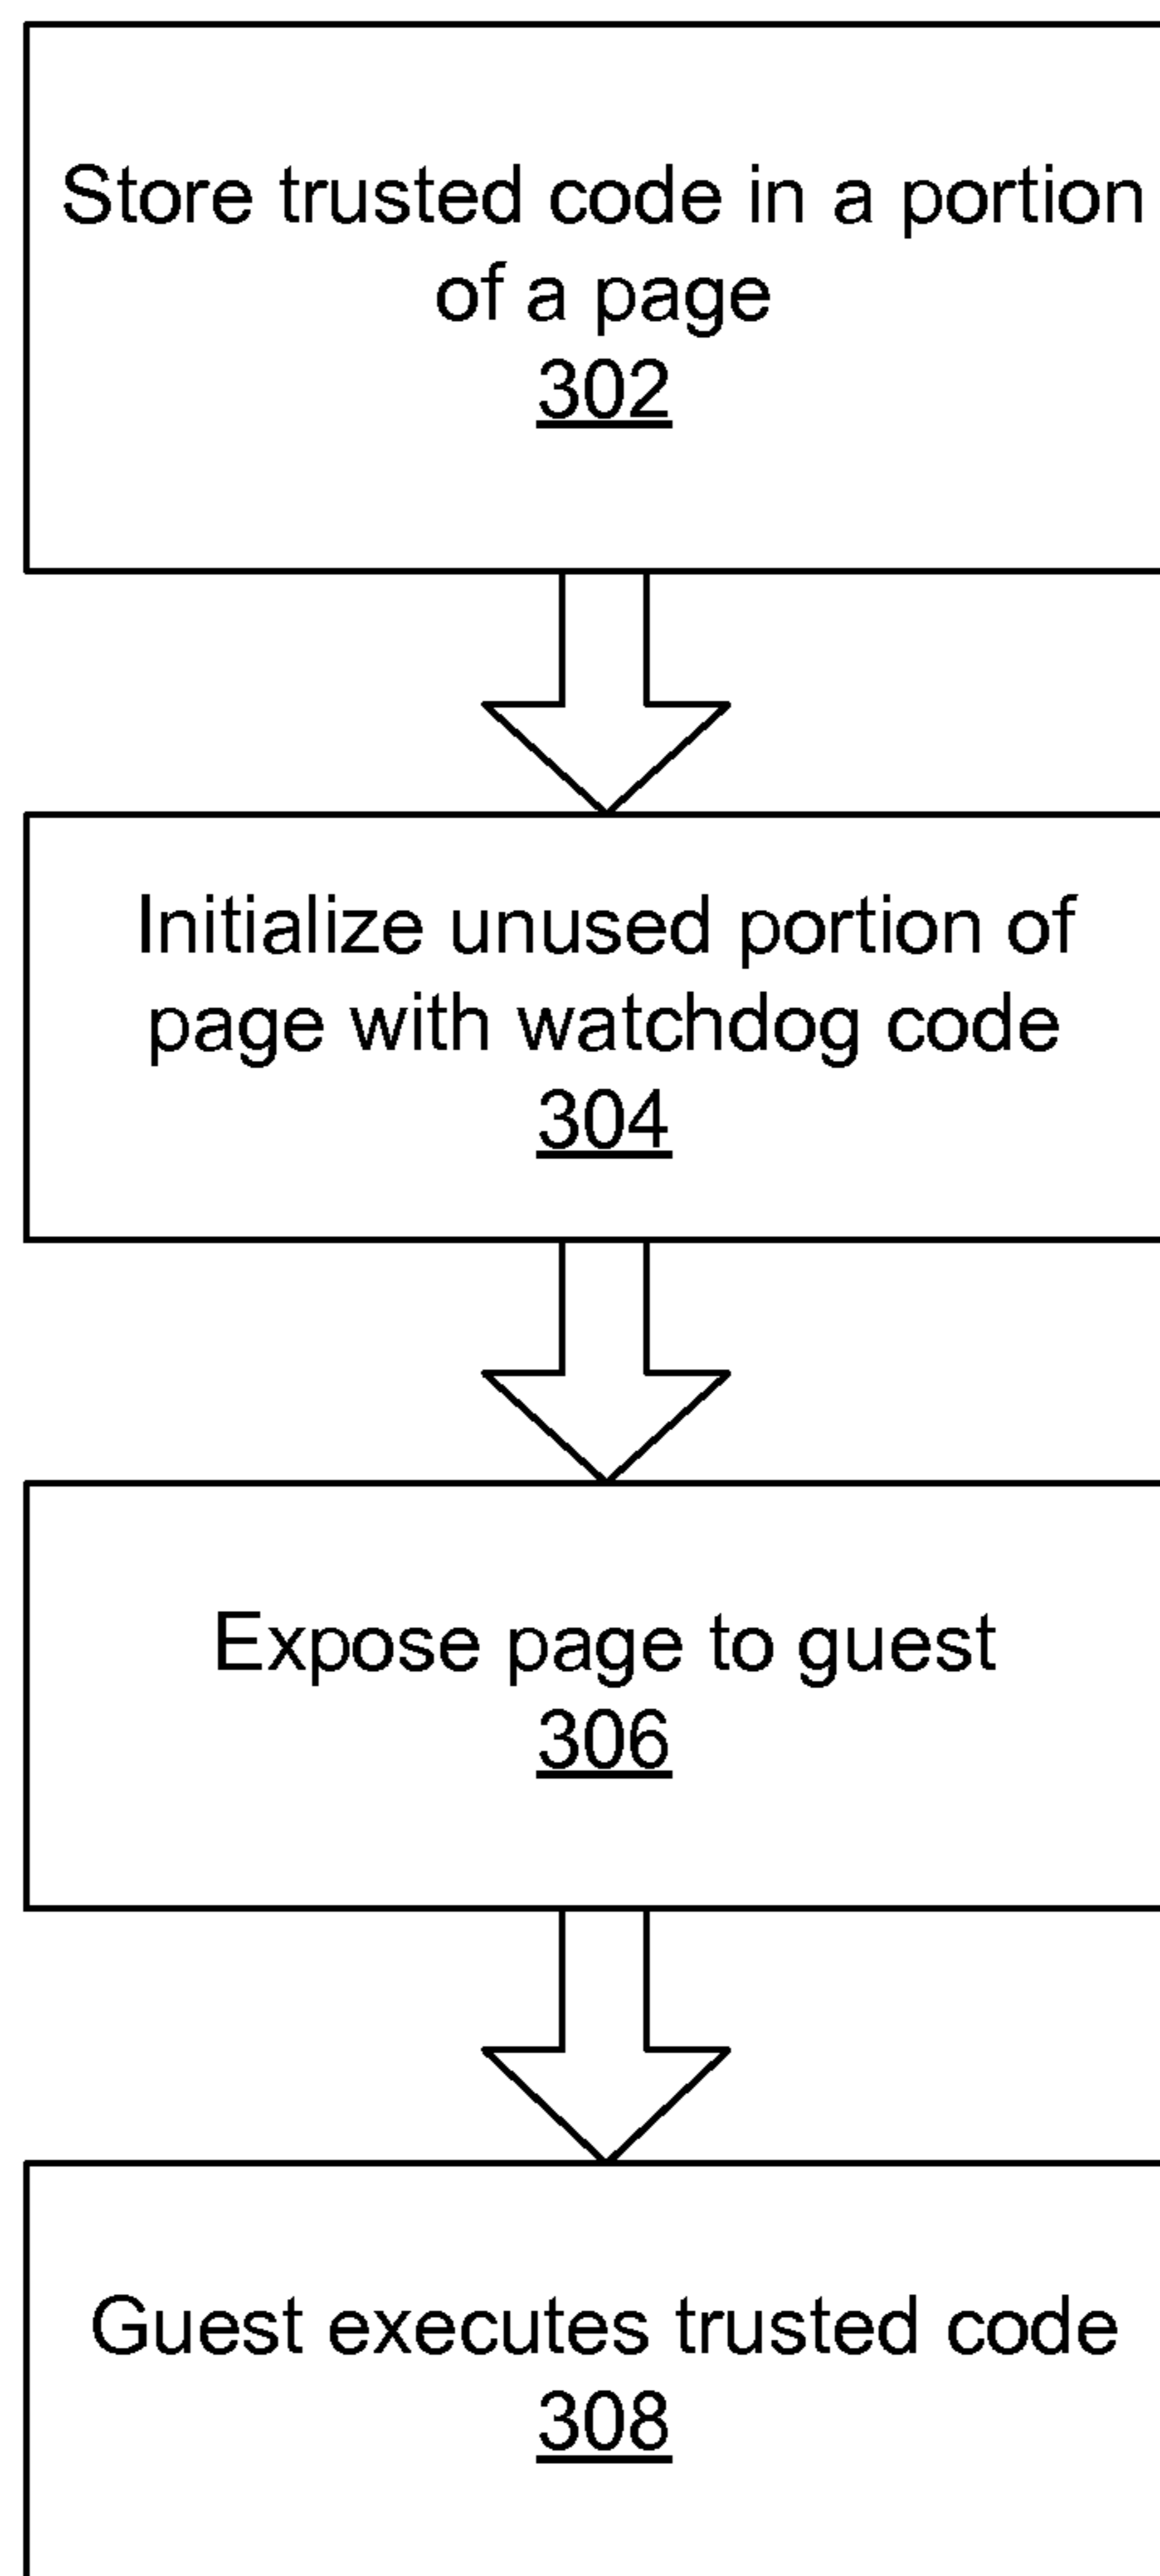 Store trusted code in a portion
of a page
302
Initialize unused portion of
page with watchdog code
304
Expose page to guest
306
Guest executes trusted code
308